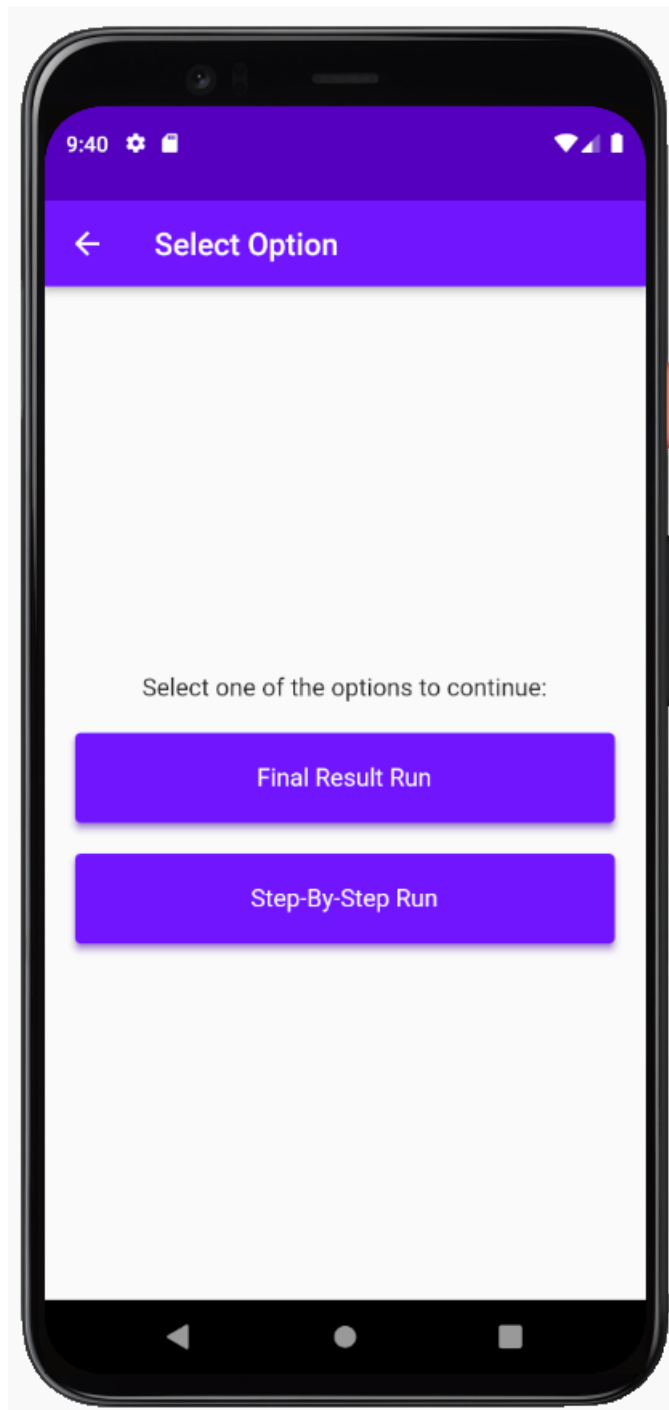 9:40
Select Option
Select one of the options to continue:
Final Result Run
Step-By-Step Run